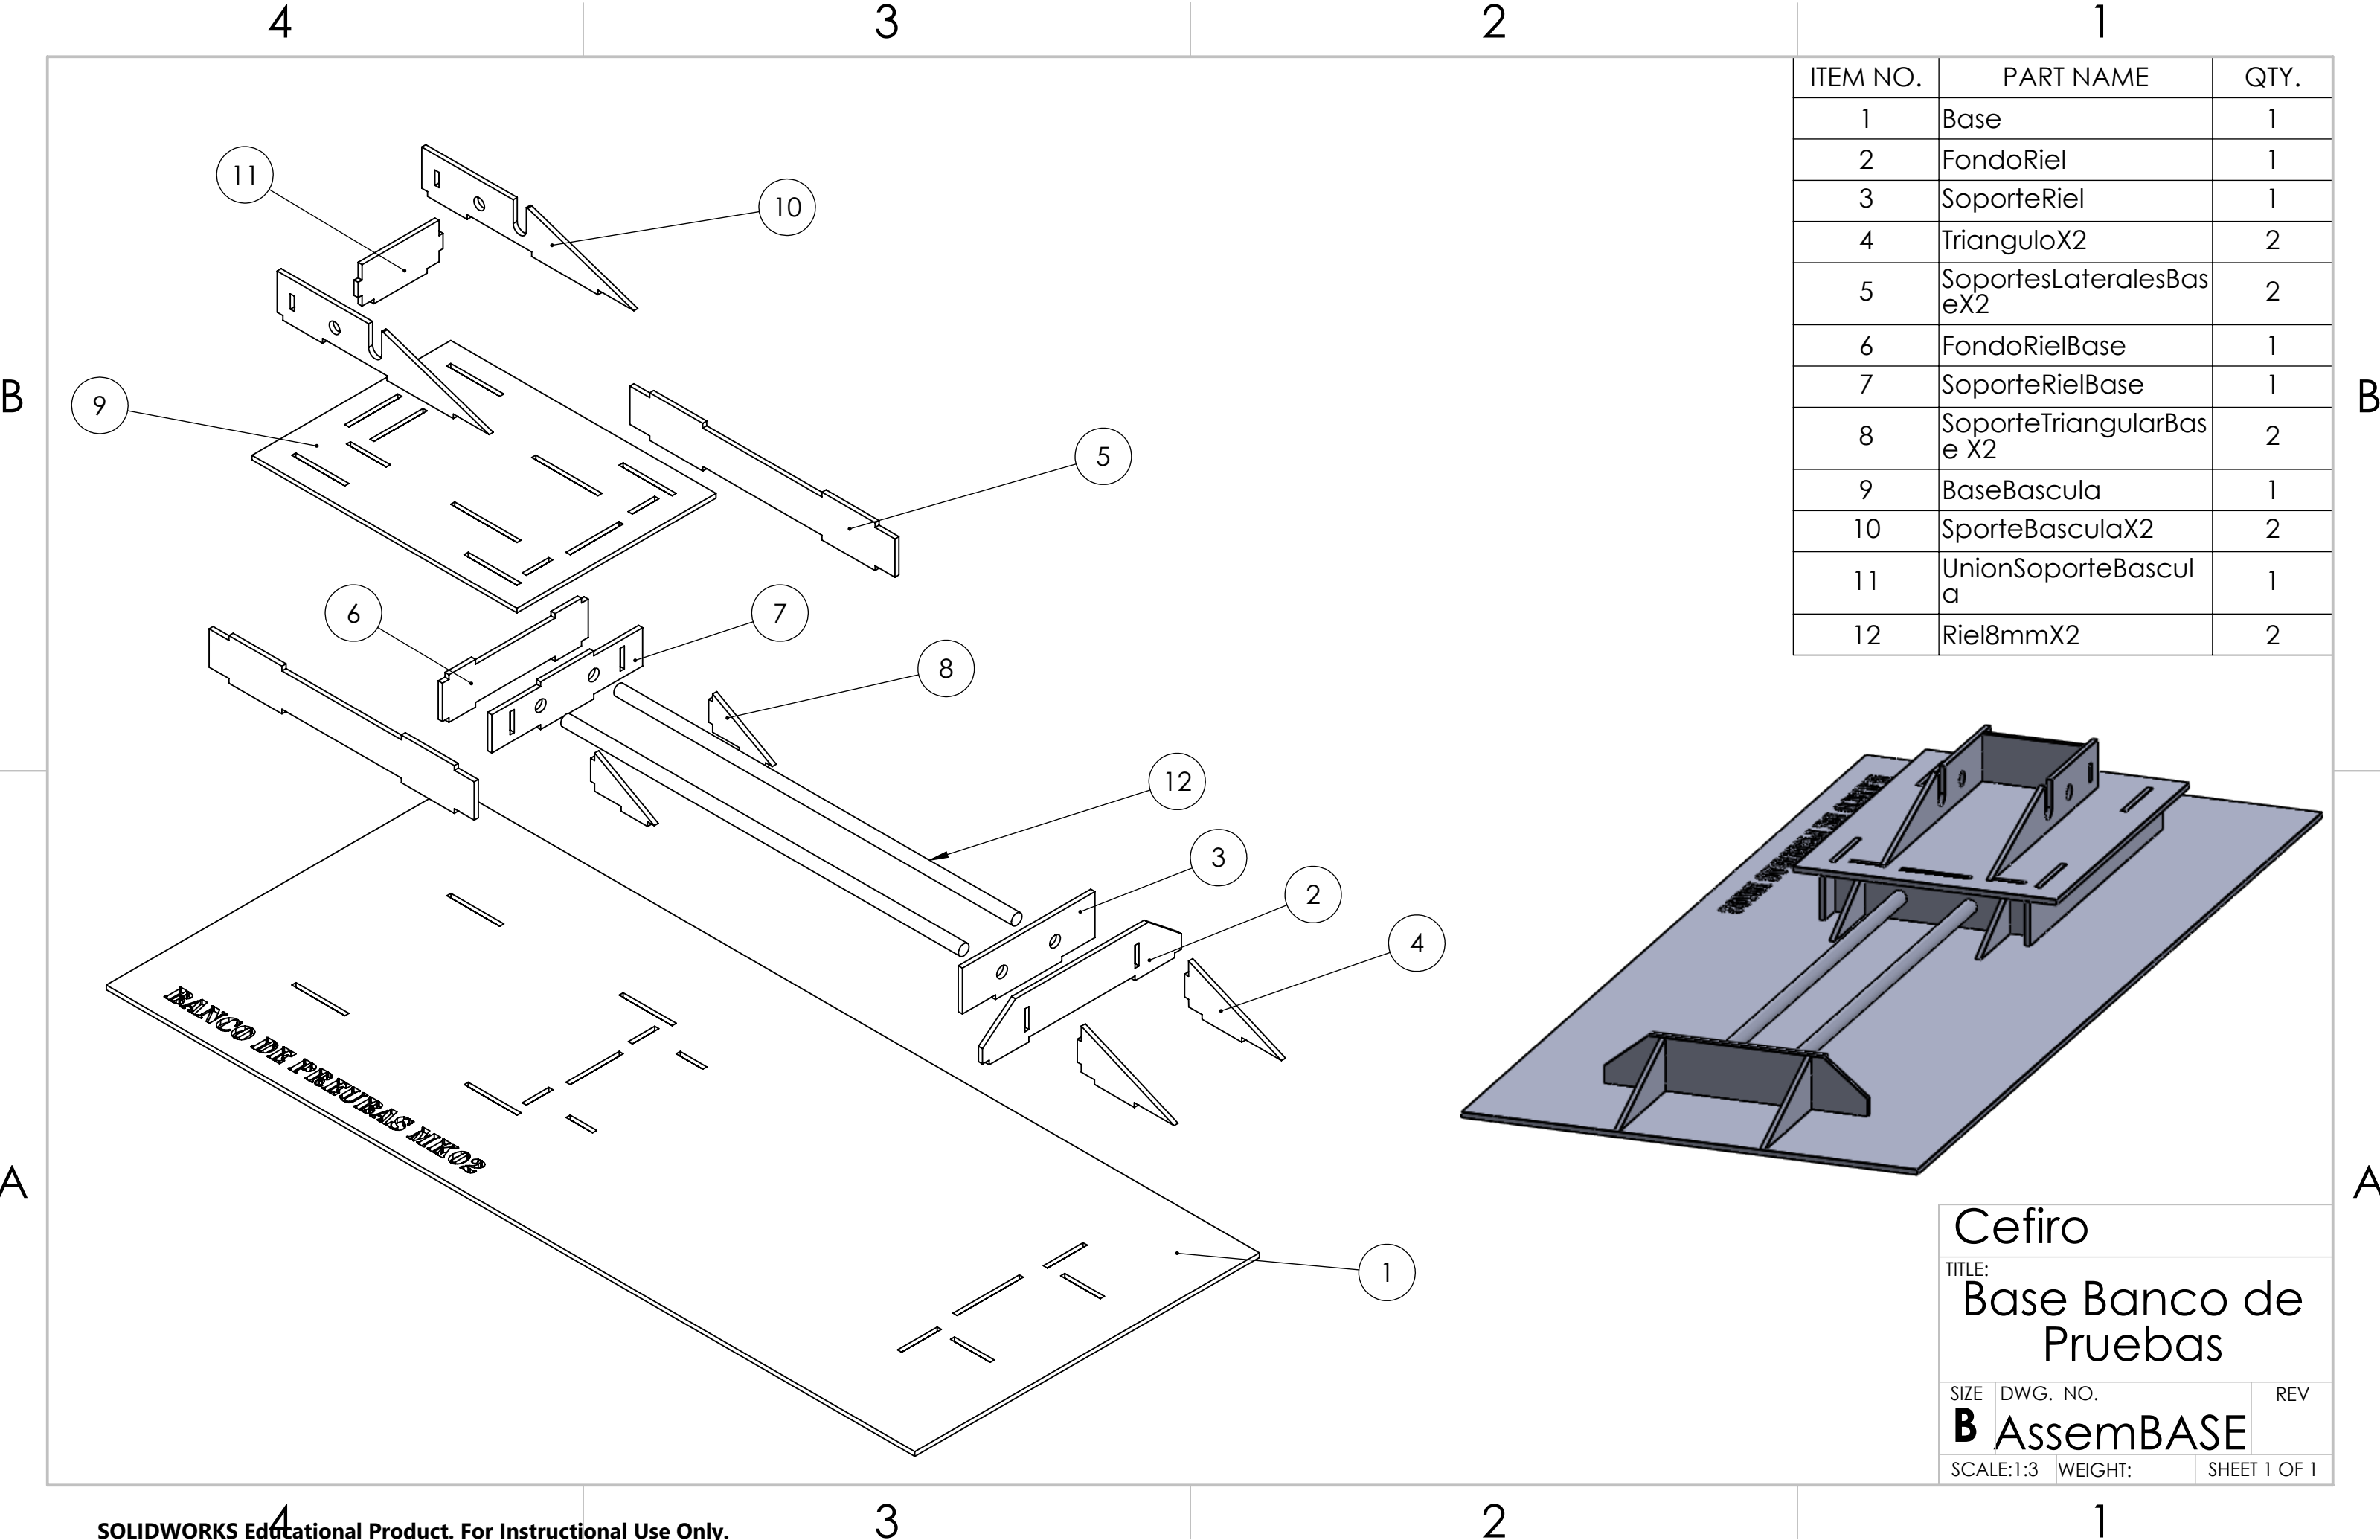 4 3 2 1
ITEM NO. PART NAME QTY.
1 Base 1
2 FondoRiel 1
3 SoporteRiel 1
4 TrianguloX2 2
5 SoportesLateralesBas
eX2 2
6 FondoRielBase 1
7 SoporteRielBase 1
8 SoporteTriangularBas
e X2 2
9 BaseBascula 1
10 SporteBasculaX2 2
11 UnionSoporteBascul
a 1
12 Riel8mmX2 2
11
10
B B
9
5
6
7
8
12
3
2
4
BANCO DE PREUBAS MK02
A A
1
Cefiro
TITLE:
Base Banco de
Pruebas
SIZE DWG. NO. REV
B AssemBASE
SCALE:1:3 WEIGHT: SHEET 1 OF 1
4 3 2 1
SOLIDWORKS Educational Product. For Instructional Use Only.